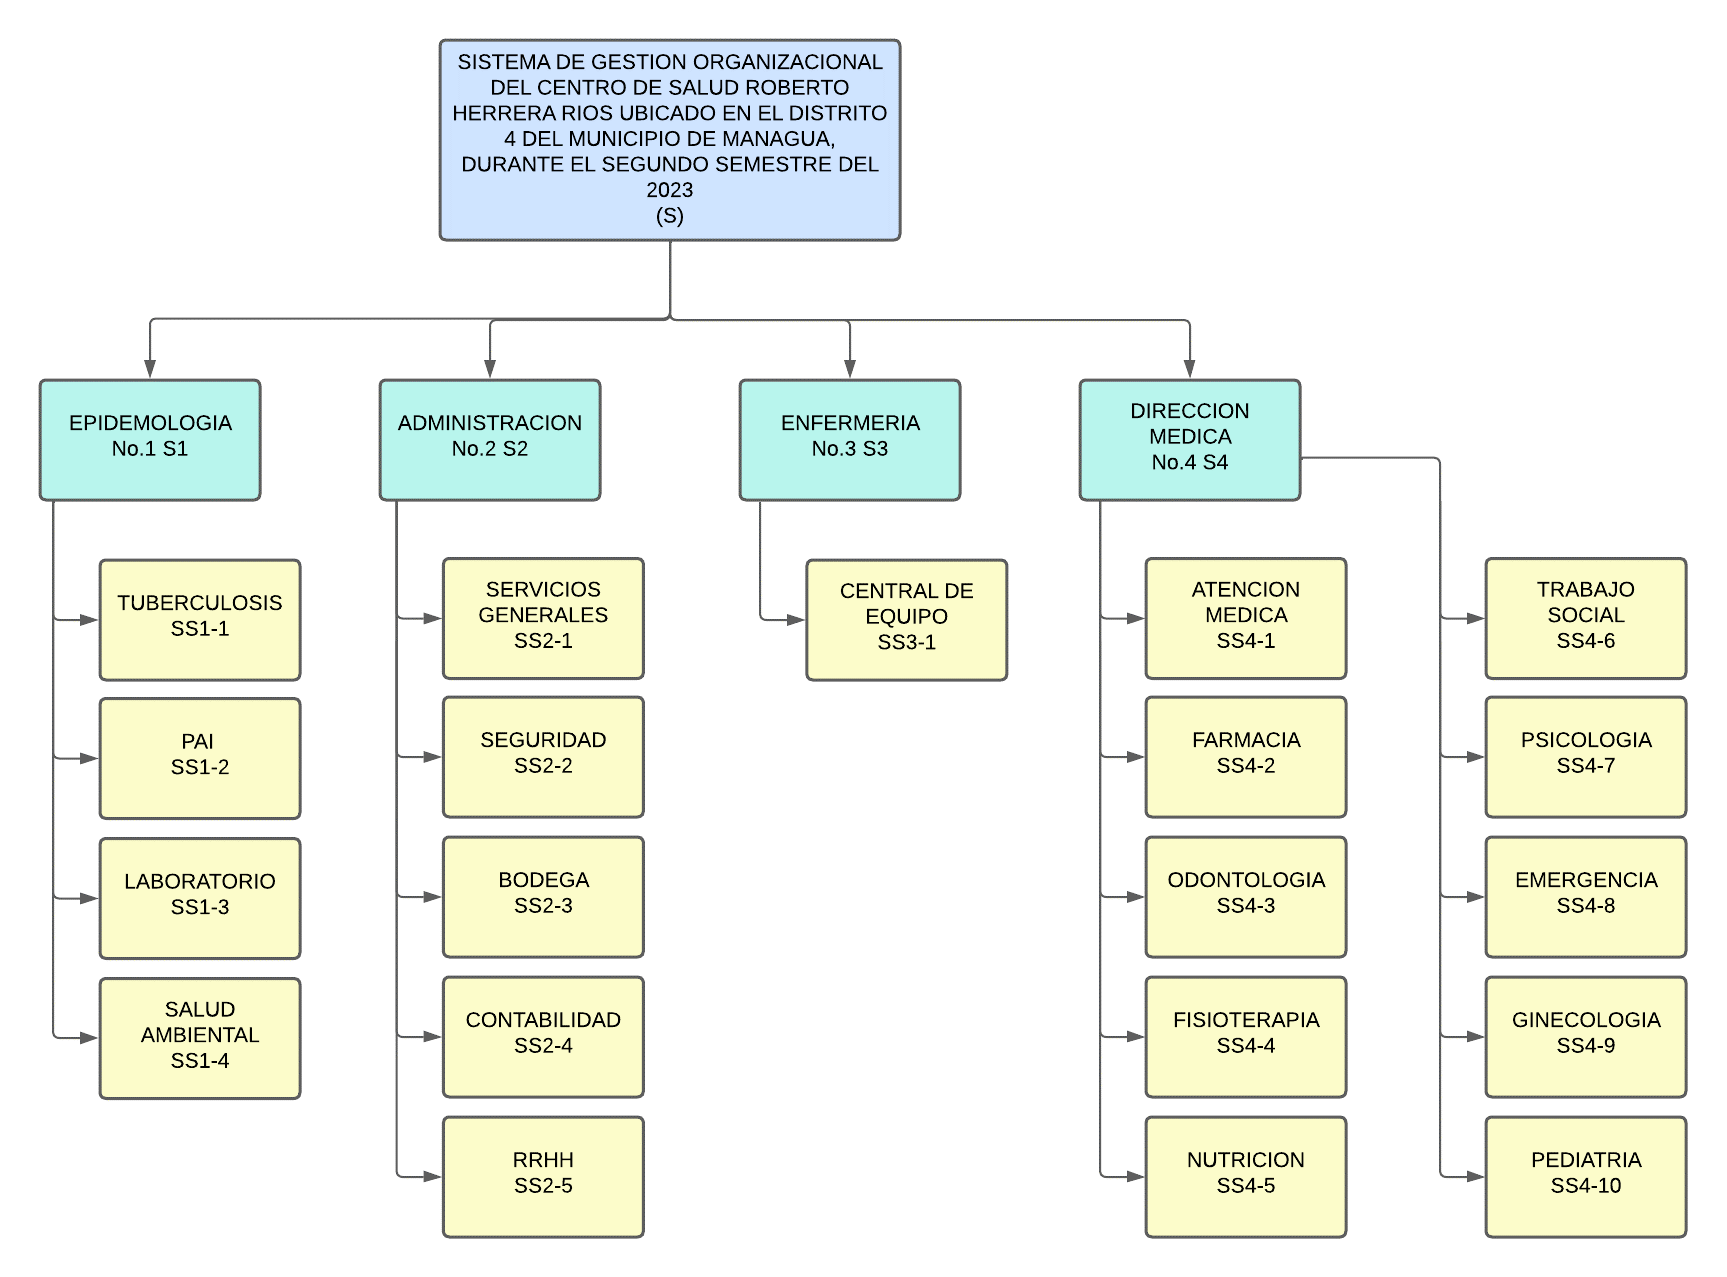 SISTEMA DE GESTION ORGANIZACIONAL
DEL CENTRO DE SALUD ROBERTO
HERRERA RIOS UBICADO EN EL DISTRITO
4 DEL MUNICIPIO DE MANAGUA,
DURANTE EL SEGUNDO SEMESTRE DEL
2023
(S)
EPIDEMOLOGIA
No.1 S1
ADMINISTRACION
No.2 S2
ENFERMERIA
No.3 S3
DIRECCION
MEDICA
No.4 S4
TUBERCULOSIS
SS1-1
PAI
SS1-2
LABORATORIO
SS1-3
SALUD
AMBIENTAL
SS1-4
SERVICIOS
GENERALES
SS2-1
SEGURIDAD
SS2-2
BODEGA
SS2-3
CONTABILIDAD
SS2-4
RRHH
SS2-5
CENTRAL DE
EQUIPO
SS3-1
ATENCION
MEDICA
SS4-1
FARMACIA
SS4-2
ODONTOLOGIA
SS4-3
FISIOTERAPIA
SS4-4
NUTRICION
SS4-5
TRABAJO
SOCIAL
SS4-6
PSICOLOGIA
SS4-7
EMERGENCIA
SS4-8
GINECOLOGIA
SS4-9
PEDIATRIA
SS4-10